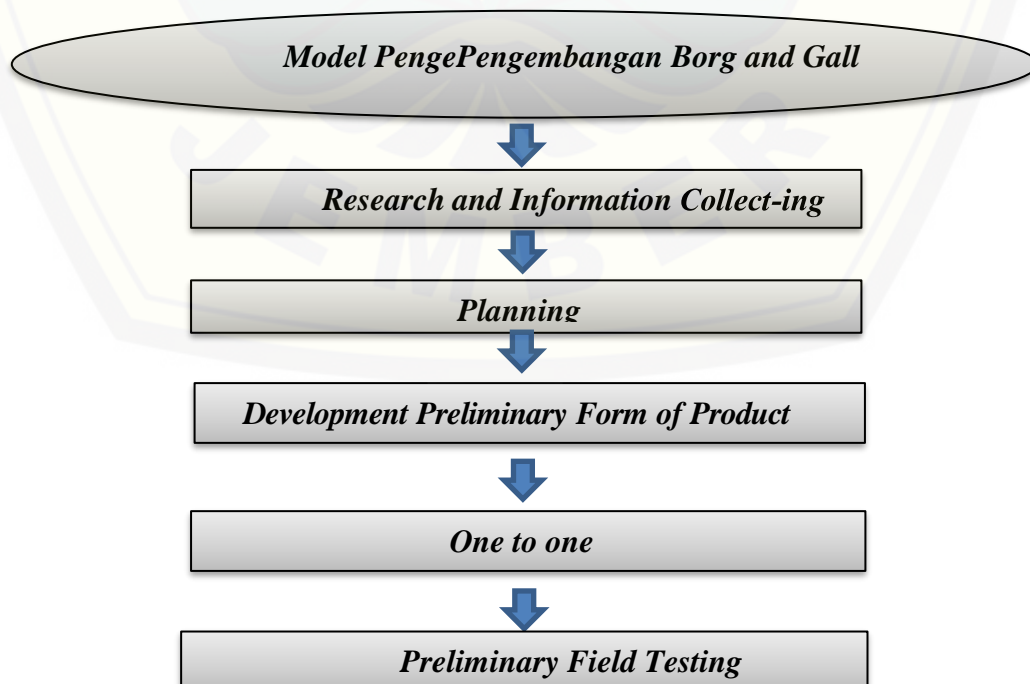 Model PengePengembangan Borg and Gall
JEMBER
Research and Information Collect-ing
Planning
Development Preliminary Form of Product
One to one
Preliminary Field Testing